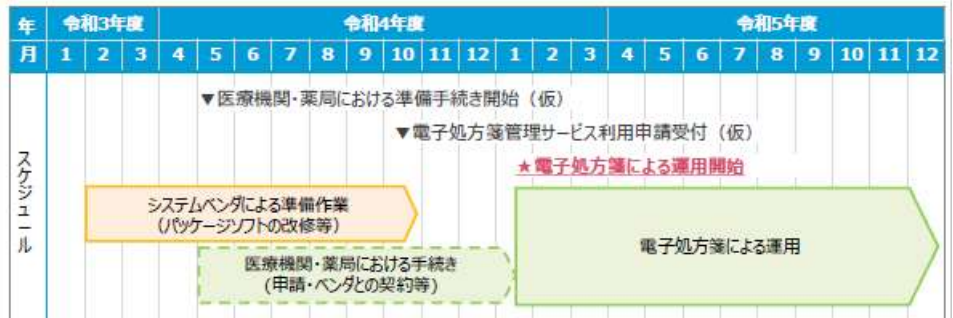 年 令和3年度 令和4年度 令和5年度
月 1 2 3 4 5 6 7 8 9 10 11 12 1 2 3 4 5 6 7 8 9 10 11 12
スケジュール
▼医療機関・薬局における準備手続き開始（仮）
▼電子処方箋管理サービス利用申請受付（仮）
★電子処方箋による運用開始
システムベンダによる準備作業
（パッケージソフトの改修等）
医療機関・薬局における手続き
(申請・ベンダとの契約等)
電子処方箋による運用